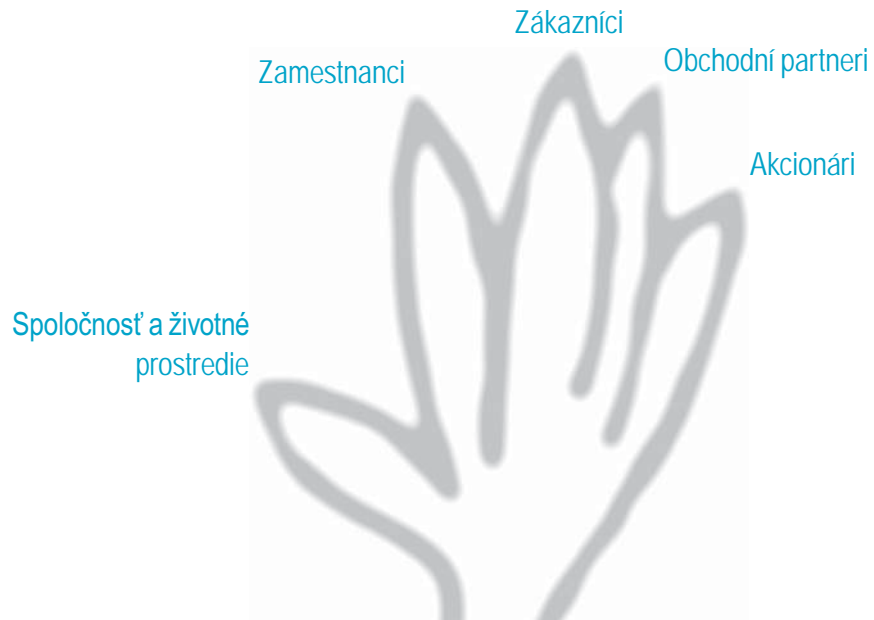 Zákazníci
Zamestnanci
Obchodní partneri
Akcionári
Spoločnosť a životné
prostredie